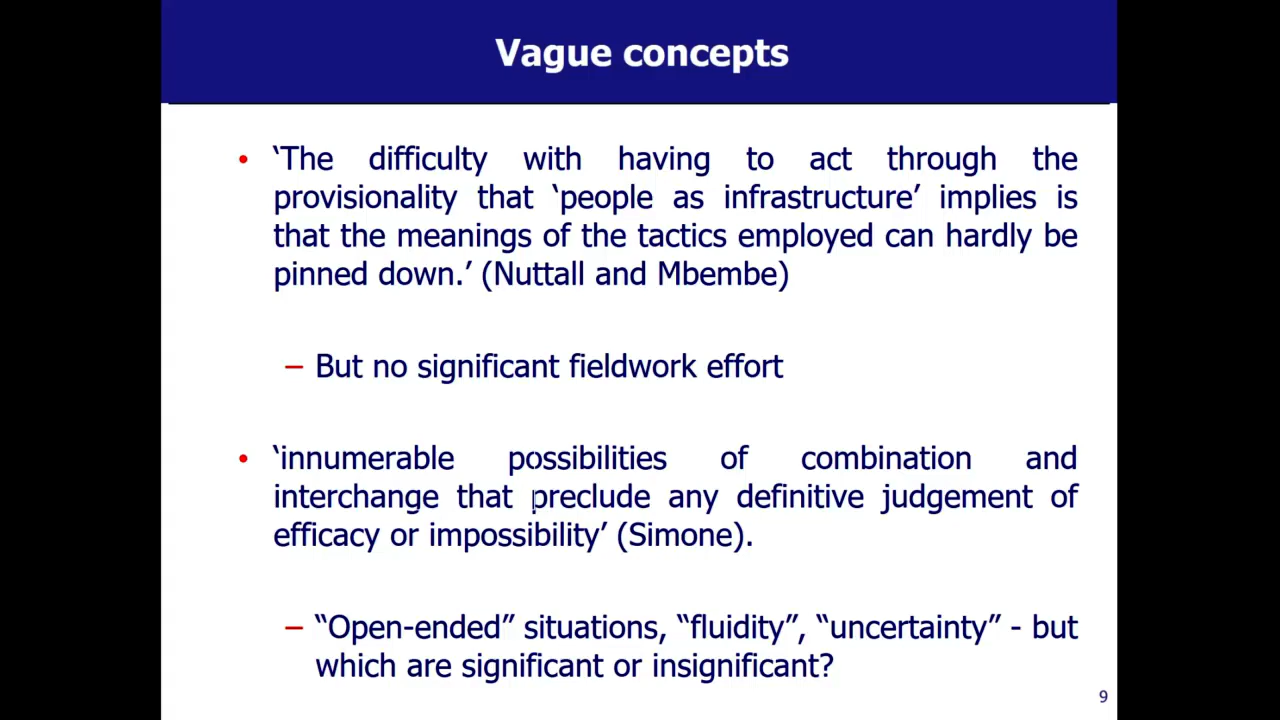 Vague concepts
• ‘The difficulty with having to act through the
provisionality that ‘people as infrastructure’ implies is
that the meanings of the tactics employed can hardly be
pinned down.’ (Nuttall and Mbembe)
– But no significant fieldwork effort
• ‘innumerable possibilities of combination and
interchange that preclude any definitive judgement of
efficacy or impossibility’ (Simone).
– “Open-ended” situations, “fluidity”, “uncertainty” - but
which are significant or insignificant?
9